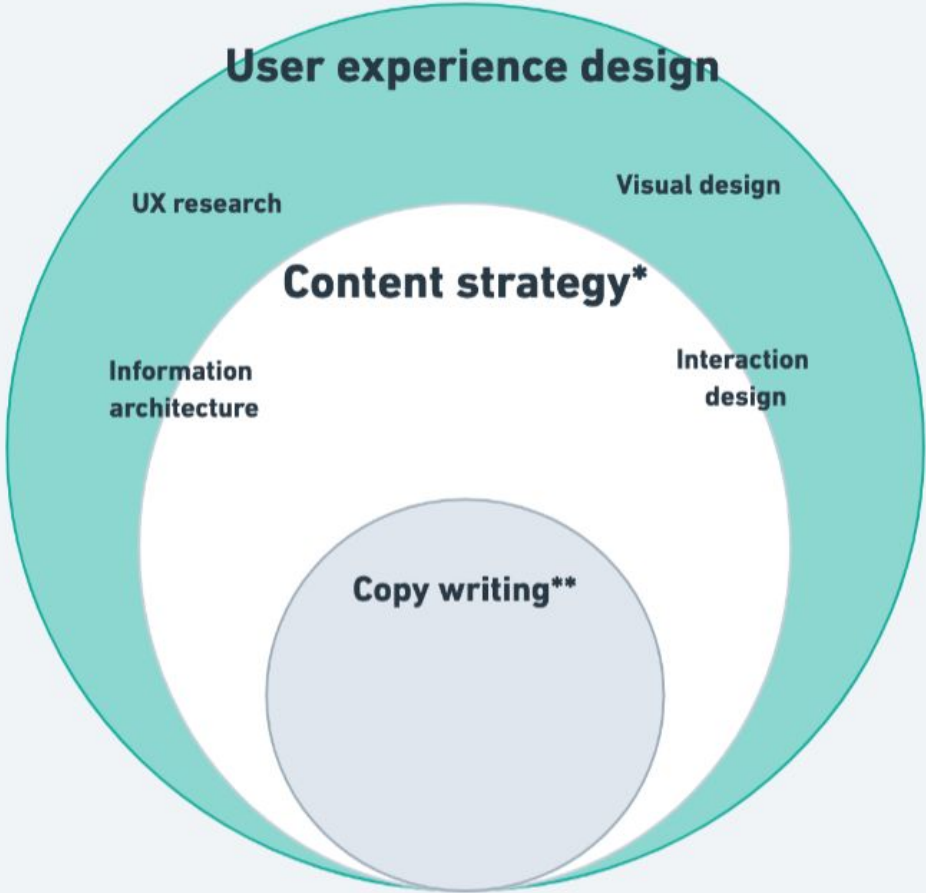 User experience design
UX research
Visual design
Content strategy*
Information
architecture
Interaction
design
Copy writing**